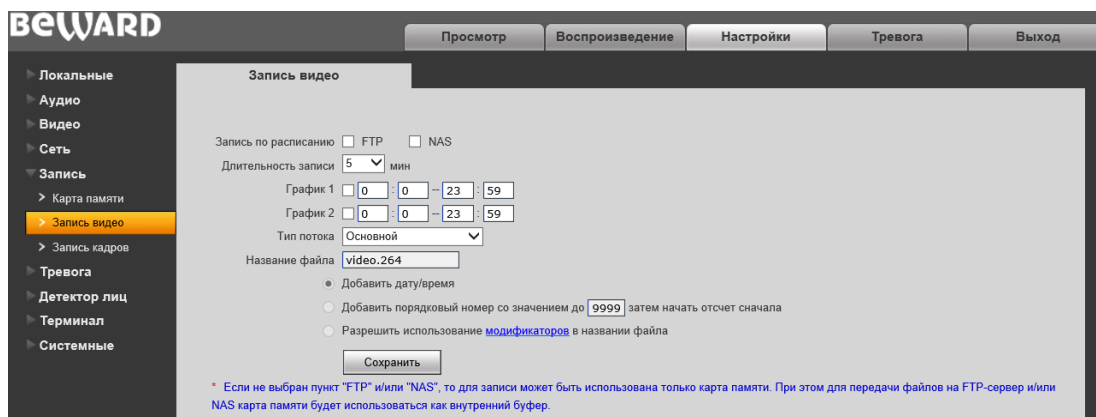 BEWARD
Просмотр Воспроизведение Настройки Тревога Выход
Локальные
Аудио
Видео
Сеть
Запись
Карта памяти
Запись видео
Запись кадров
Тревога
Детектор лиц
Терминал
Системные
Запись видео
Запись по расписанию FTP NAS
Длительность записи 5 мин
График 1 0 : 0 -- 23 : 59
График 2 0 : 0 -- 23 : 59
Тип потока Основной
Название файла video.264
Добавить дату/время
Добавить порядковый номер со значением до 9999 затем начать отсчет сначала
Разрешить использование модификаторов в названии файла
Сохранить
* Если не выбран пункт "FTP" и/или "NAS", то для записи может быть использована только карта памяти. При этом для передачи файлов на FTP-сервер и/или
NAS карта памяти будет использоваться как внутренний буфер.